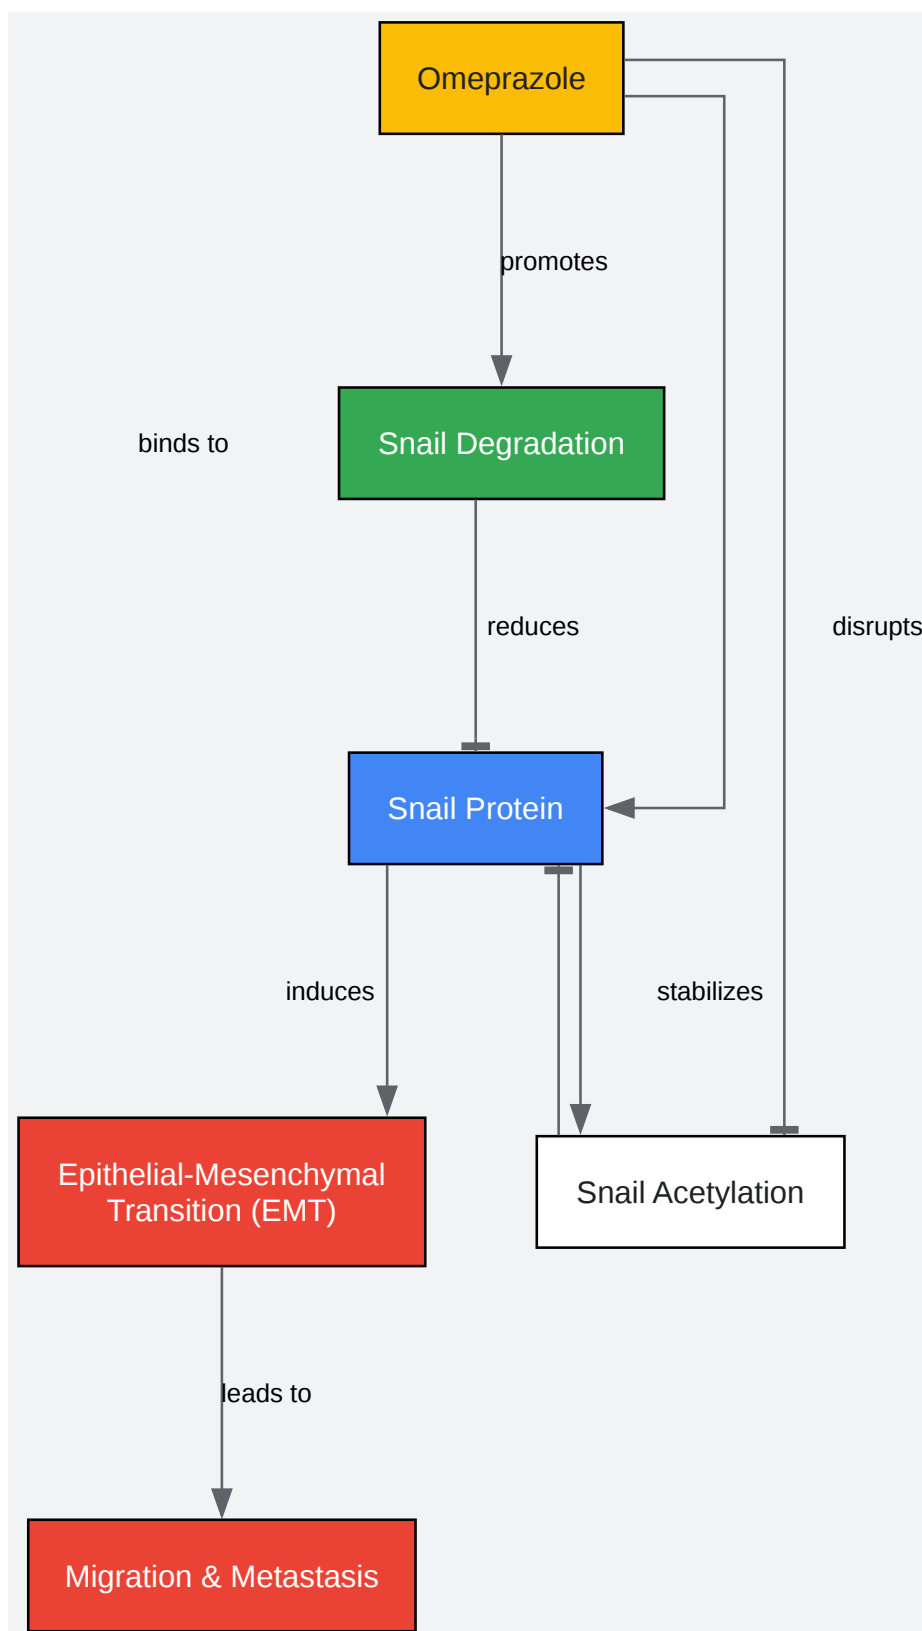 Omeprazole
promotes
binds to
Snail Degradation
reduces
disrupts
Snail Protein
induces
stabilizes
Epithelial-Mesenchymal
Transition (EMT)
Snail Acetylation
leads to
Migration & Metastasis